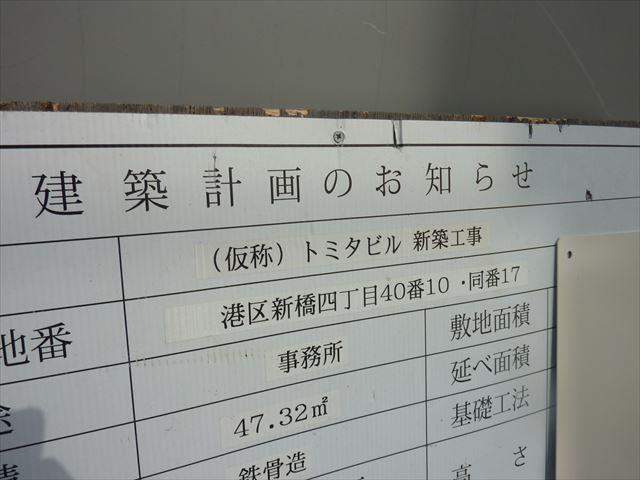 建築計画のお知らせ
（仮称）トミタビル 新築工事
地番 港区新橋四丁目40番10・同番17
事務所 敷地面積
47.32㎡ 延べ面積
鉄骨造 基礎工法
高さ